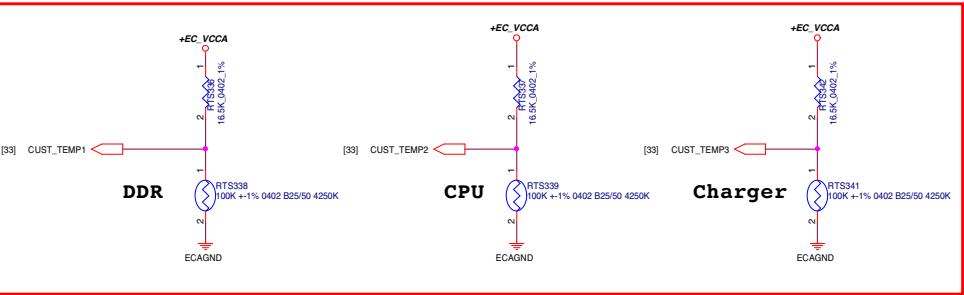 +EC_VCCA
1
RTS336
16.5K_0402_1%
2
[33] CUST_TEMP1
1
DDR
RTS338
100K +-1% 0402 B25/50 4250K
2
ECAGND
+EC_VCCA
1
RTS337
16.5K_0402_1%
2
[33] CUST_TEMP2
1
CPU
RTS339
100K +-1% 0402 B25/50 4250K
2
ECAGND
+EC_VCCA
1
RTS342
16.5K_0402_1%
2
[33] CUST_TEMP3
1
Charger
RTS341
100K +-1% 0402 B25/50 4250K
2
ECAGND